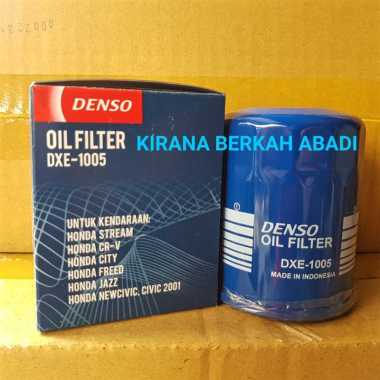 DENSO
OIL FILTER
DXE-1005
UNTUK KENDARAAN:
HONDA STREAM
HONDA CR-V
HONDA CITY
HONDA FREED
HONDA JAZZ
HONDA NEWCIVIC, CIVIC 2001
KIRANA BERKAH ABADI
DENSO
OIL FILTER
DXE-1005
MADE IN INDONESIA